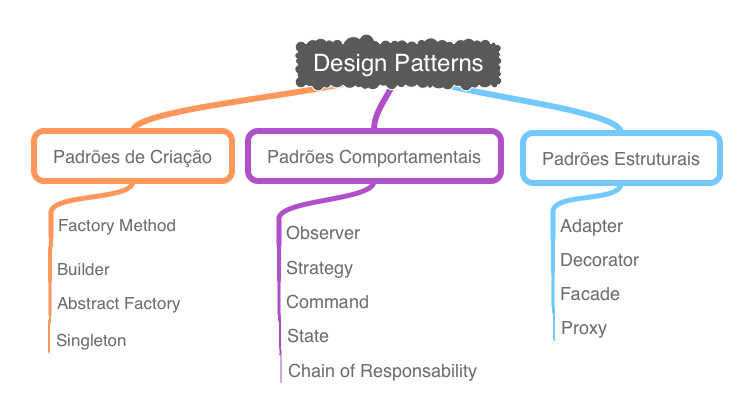 Design Patterns
Padrões de Criação
Factory Method
Builder
Abstract Factory
Singleton
Padrões Comportamentais
Observer
Strategy
Command
State
Chain of Responsability
Padrões Estruturais
Adapter
Decorator
Facade
Proxy